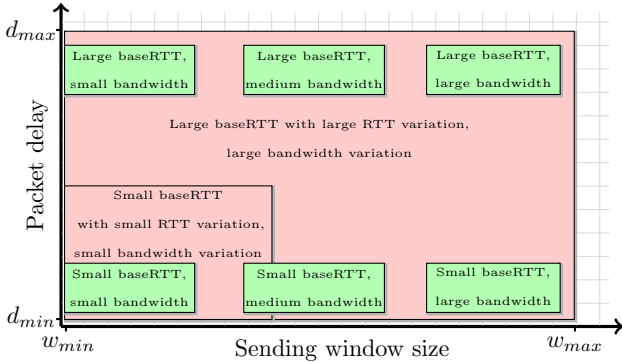 d_max
Large baseRTT,
small bandwidth
Large baseRTT,
medium bandwidth
Large baseRTT,
large bandwidth
Large baseRTT with large RTT variation,
large bandwidth variation
Packet delay
Small baseRTT
with small RTT variation,
small bandwidth variation
Small baseRTT,
small bandwidth
Small baseRTT,
medium bandwidth
Small baseRTT,
large bandwidth
d_min
w_min
Sending window size
w_max